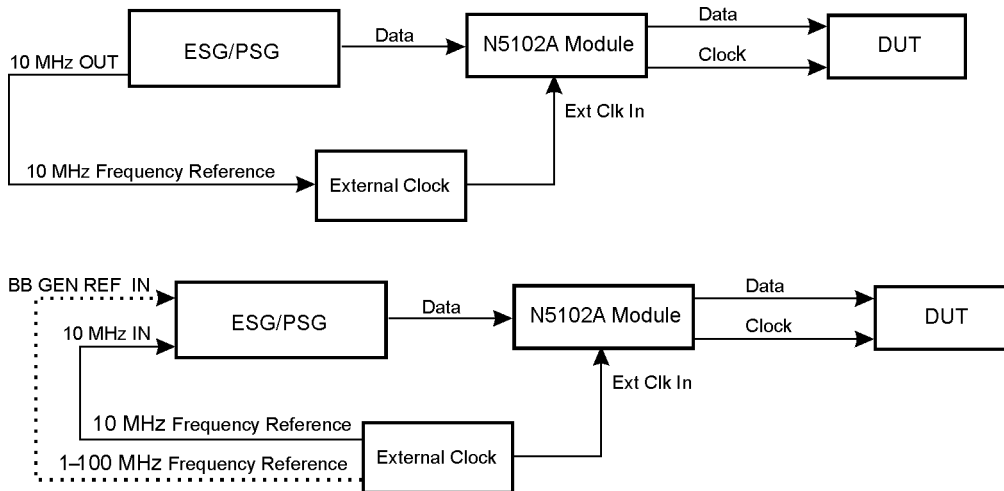 Data
Data
ESG/PSG
N5102A Module
DUT
10 MHz OUT
Clock
Ext Clk In
10 MHz Frequency Reference
External Clock
BB GEN REF IN
Data
Data
ESG/PSG
N5102A Module
DUT
10 MHz IN
Clock
Ext Clk In
10 MHz Frequency Reference
External Clock
1–100 MHz Frequency Reference